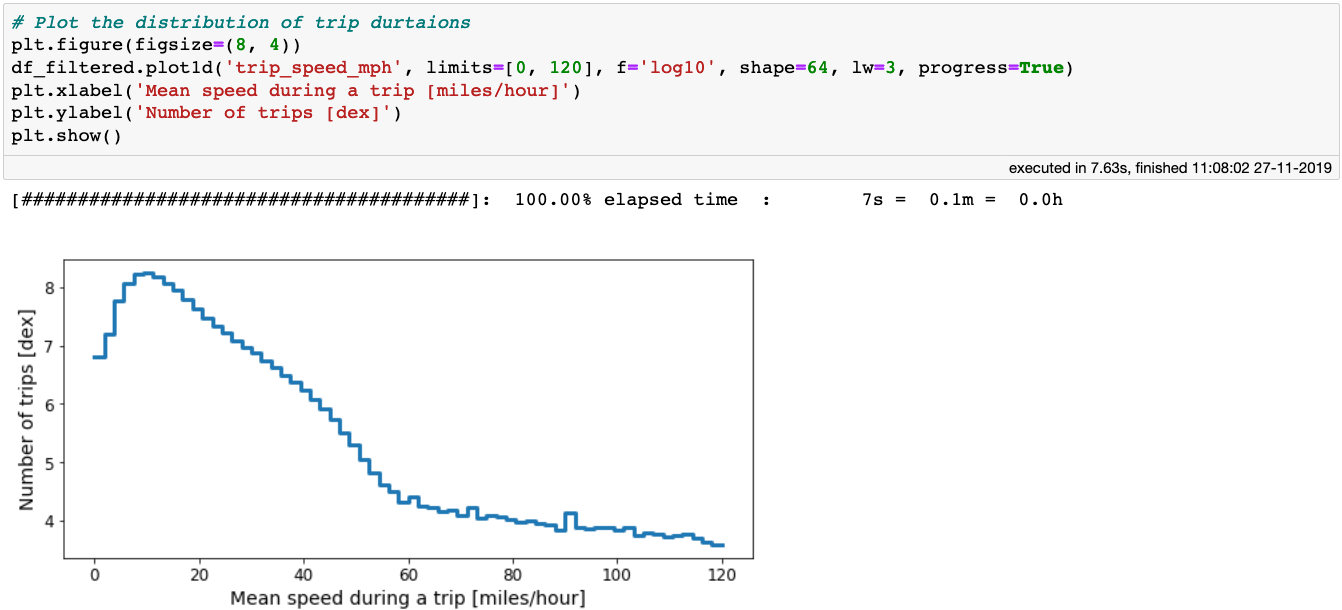 # Plot the distribution of trip durtaions
plt.figure(figsize=(8, 4))
df_filtered.plot1d('trip_speed_mph', limits=[0, 120], f='log10', shape=64, lw=3, progress=True)
plt.xlabel('Mean speed during a trip [miles/hour]')
plt.ylabel('Number of trips [dex]')
plt.show()
executed in 7.63s, finished 11:08:02 27-11-2019
[########################################]:  100.00% elapsed time  :        7s =  0.1m =  0.0h
Number of trips [dex]
8
7
6
5
4
0 20 40 60 80 100 120
Mean speed during a trip [miles/hour]